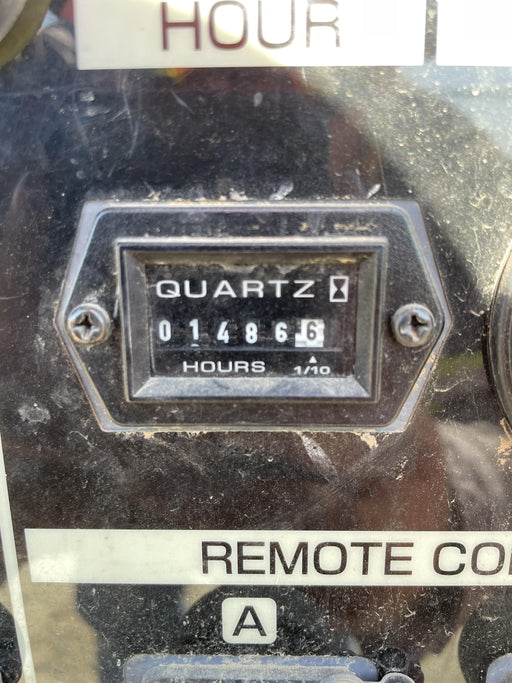 HOUR
QUARTZ
014866
HOURS 1/10
REMOTE CO
A